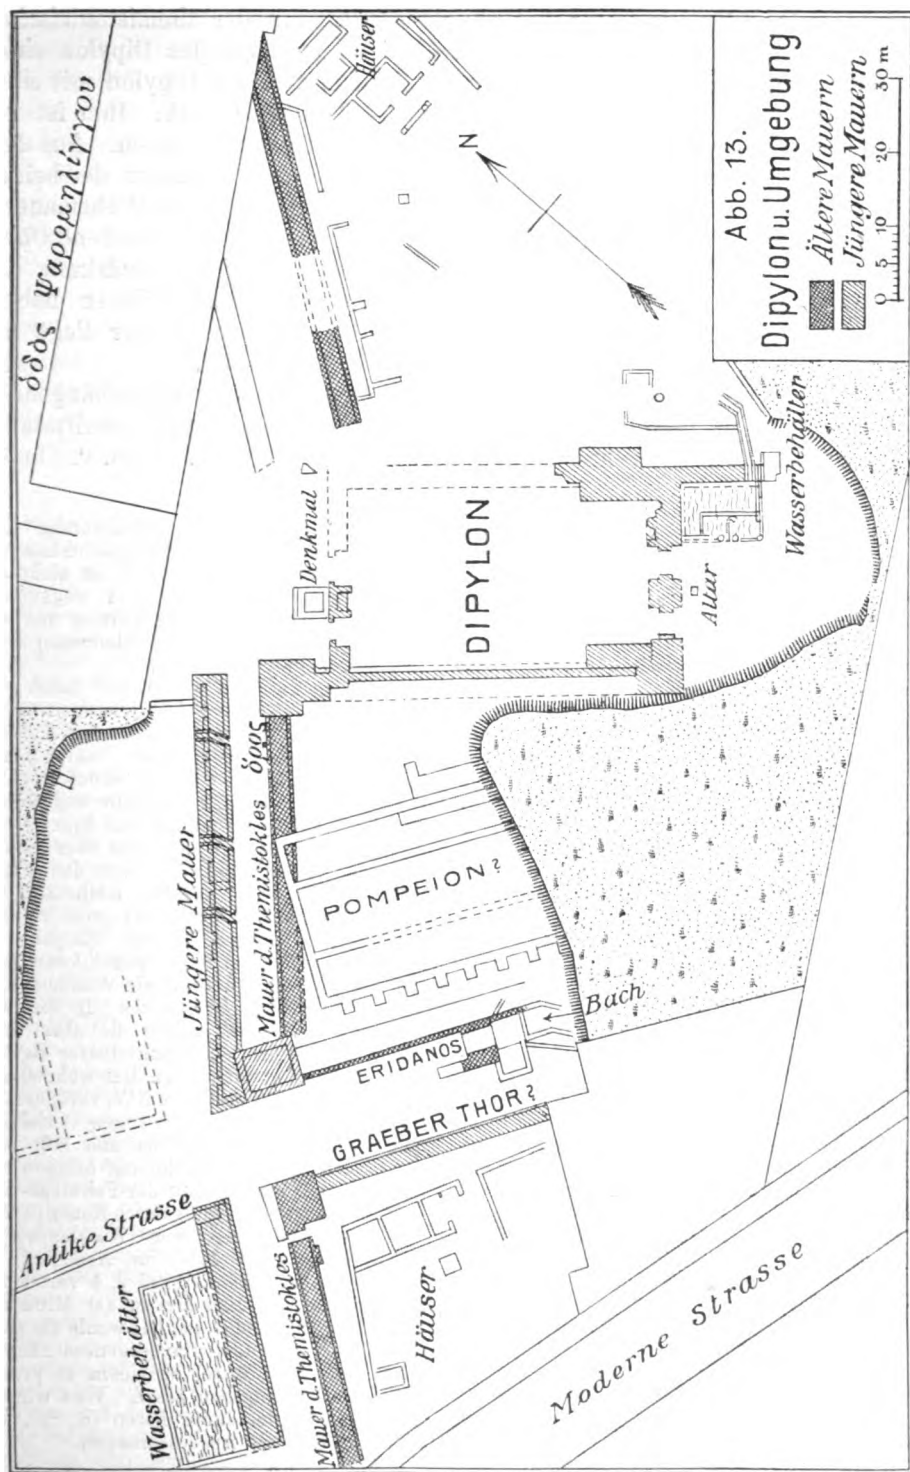 ὁδὸς Ψαρομηλίγγου
Häuser
N
Denkmal
DIPYLON
Altar
Wasserbehälter
Jüngere Mauer
Mauer d. Themistokles
ὅρος
POMPEION?
ERIDANOS
Bach
GRAEBER THOR?
Antike Strasse
Wasserbehälter
Mauer d. Themistokles
Häuser
Moderne Strasse
Abb. 13.
Dipylon u. Umgebung
Ältere Mauern
Jüngere Mauern
0 5 10 20 30 m